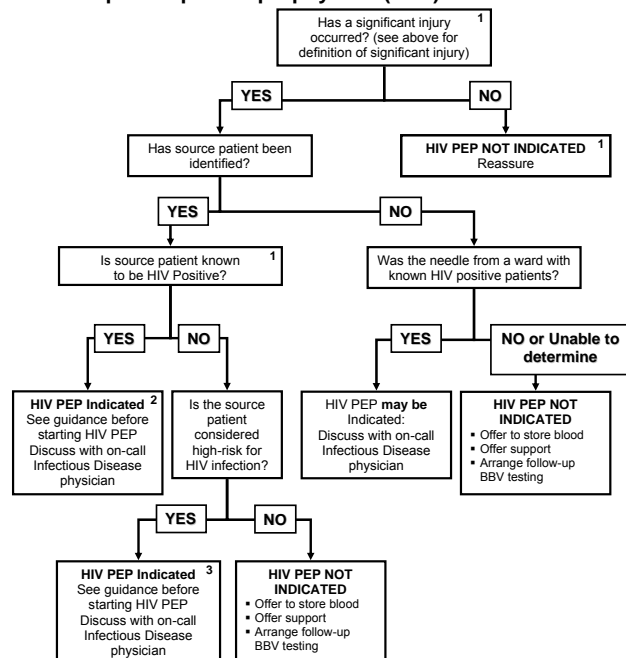 Has a significant injury 1
occurred? (see above for
definition of significant injury)
YES
NO
Has source patient been
identified?
HIV PEP NOT INDICATED 1
Reassure
YES
NO
Is source patient known 1
to be HIV Positive?
Was the needle from a ward with
known HIV positive patients?
YES
NO
YES
NO or Unable to
determine
HIV PEP Indicated 2
See guidance before
starting HIV PEP
Discuss with on-call
Infectious Disease
physician
Is the source
patient
considered
high-risk for
HIV infection?
HIV PEP may be
Indicated:
Discuss with on-call
Infectious Disease
physician
HIV PEP NOT
INDICATED
▪ Offer to store blood
▪ Offer support
▪ Arrange follow-up
BBV testing
YES
NO
HIV PEP Indicated 3
See guidance before
starting HIV PEP
Discuss with on-call
Infectious Disease
physician
HIV PEP NOT
INDICATED
▪ Offer to store blood
▪ Offer support
▪ Arrange follow-up
BBV testing